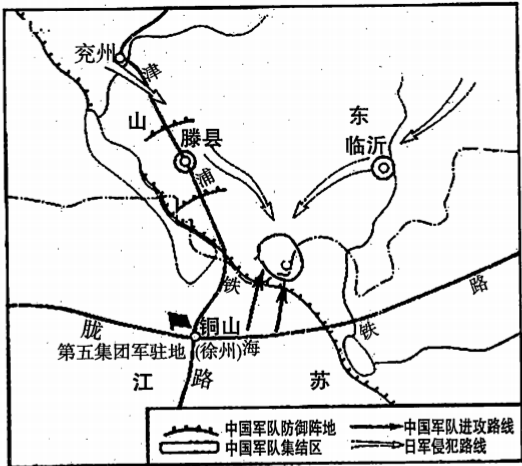 兖州
津
山
东
滕县
临沂
浦
铁
路
陇
铜山
铁
第五集团军驻地 (徐州) 海
江
路
苏
中国军队防御阵地
中国军队进攻路线
中国军队集结区
日军侵犯路线